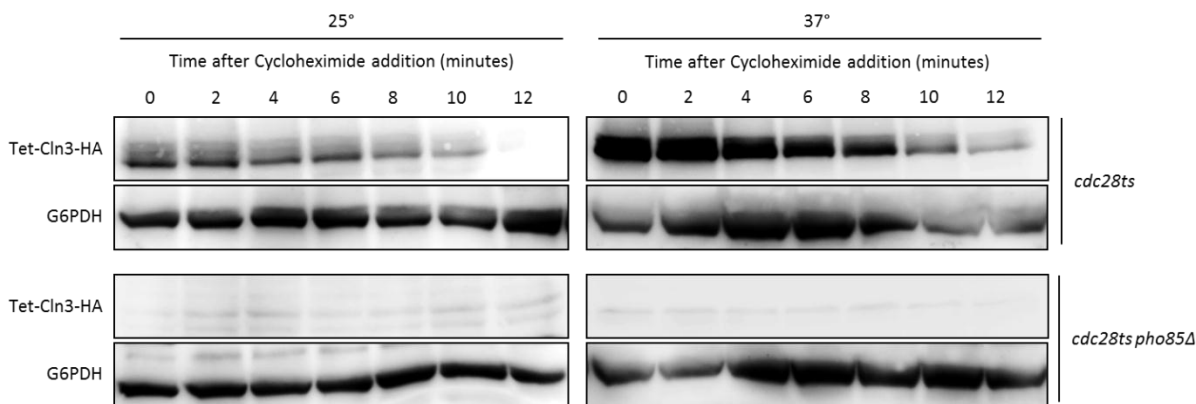 25° 37°
Time after Cycloheximide addition (minutes) Time after Cycloheximide addition (minutes)
0 2 4 6 8 10 12 0 2 4 6 8 10 12
Tet-Cln3-HA
cdc28ts
G6PDH
Tet-Cln3-HA
cdc28ts pho85Δ
G6PDH